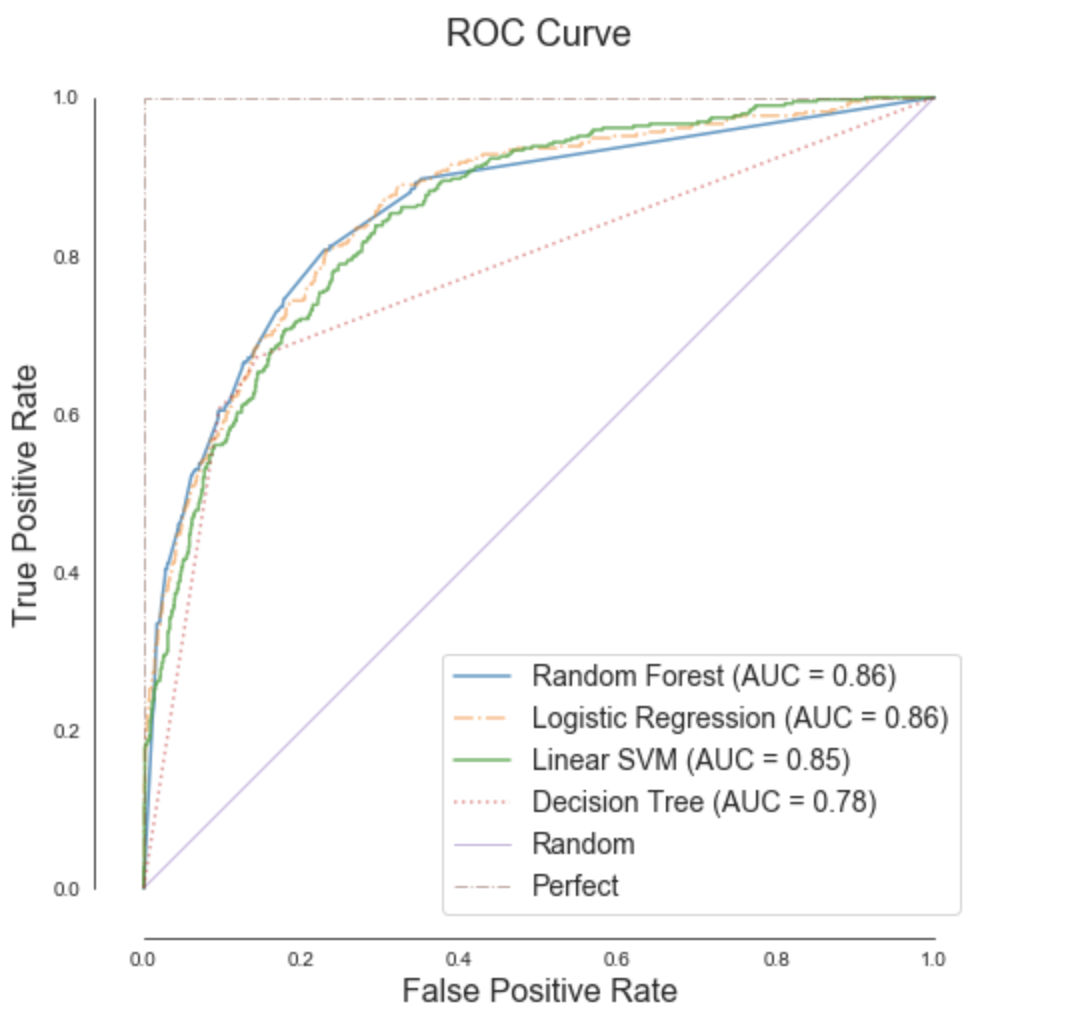 ROC Curve
1.0
0.8
0.6
0.4
0.2
0.0
True Positive Rate
Random Forest (AUC = 0.86)
Logistic Regression (AUC = 0.86)
Linear SVM (AUC = 0.85)
Decision Tree (AUC = 0.78)
Random
Perfect
0.0 0.2 0.4 0.6 0.8 1.0
False Positive Rate